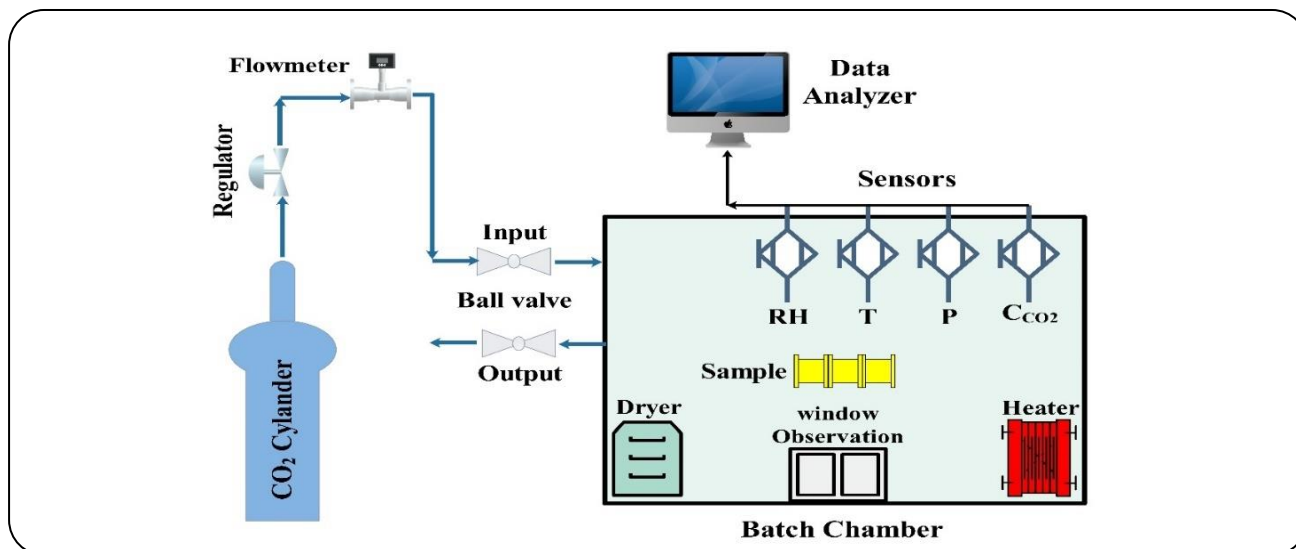 Flowmeter
Data
Analyzer
Regulator
Sensors
Input
Ball valve
Output
RH
T
P
C_CO2
Sample
Dryer
window
Observation
Heater
CO₂ Cylander
Batch Chamber